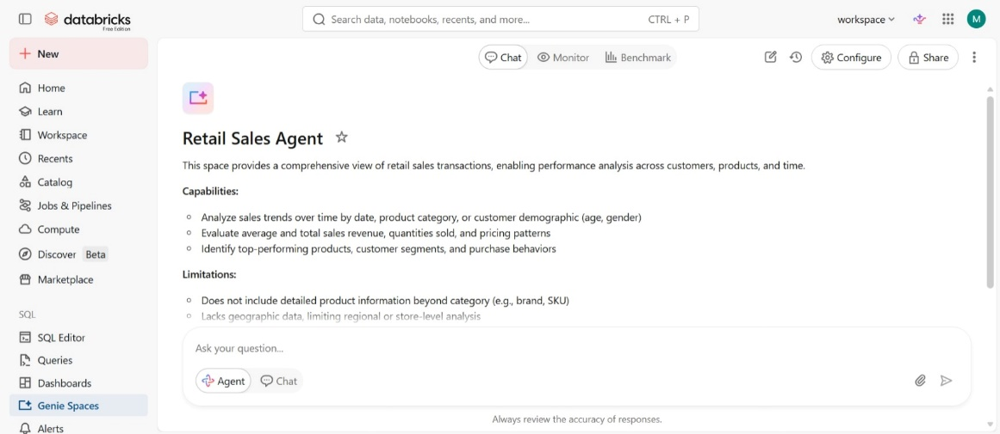 databricks
Free Edition
Search data, notebooks, recents, and more...
CTRL + P
workspace
M
New
Home
Learn
Workspace
Recents
Catalog
Jobs & Pipelines
Compute
Discover Beta
Marketplace
SQL
SQL Editor
Queries
Dashboards
Genie Spaces
Alerts
Chat
Monitor
Benchmark
Configure
Share
Retail Sales Agent
This space provides a comprehensive view of retail sales transactions, enabling performance analysis across customers, products, and time.
Capabilities:
Analyze sales trends over time by date, product category, or customer demographic (age, gender)
Evaluate average and total sales revenue, quantities sold, and pricing patterns
Identify top-performing products, customer segments, and purchase behaviors
Limitations:
Does not include detailed product information beyond category (e.g., brand, SKU)
Lacks geographic data, limiting regional or store-level analysis
Ask your question...
Agent
Chat
Always review the accuracy of responses.